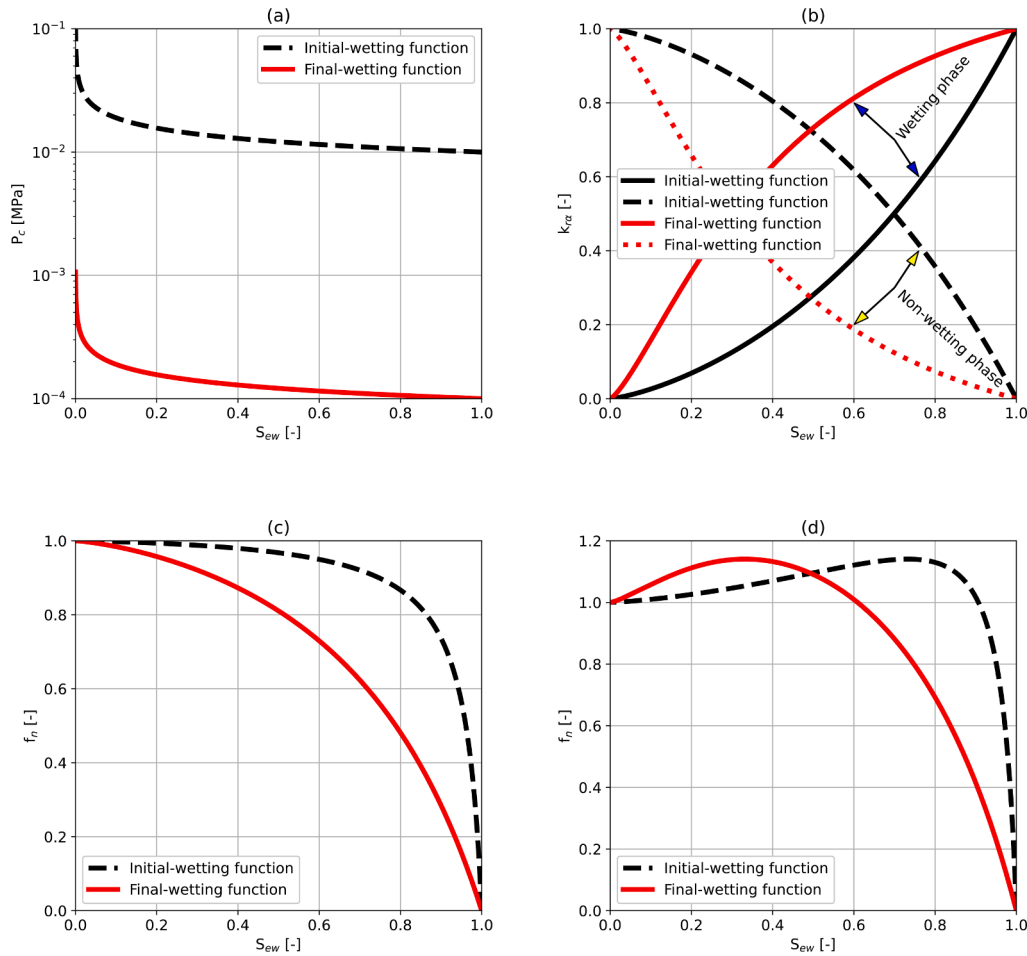 (a)
10⁻¹
10⁻²
10⁻³
10⁻⁴
P_c [MPa]
Initial-wetting function
Final-wetting function
0.0
0.2
0.4
0.6
0.8
1.0
S_ew [-]
(b)
1.0
0.8
0.6
0.4
0.2
0.0
k_rα [-]
Wetting phase
Initial-wetting function
Initial-wetting function
Final-wetting function
Final-wetting function
Non-wetting phase
0.0
0.2
0.4
0.6
0.8
1.0
S_ew [-]
(c)
1.0
0.8
0.6
0.4
0.2
0.0
f_n [-]
Initial-wetting function
Final-wetting function
0.0
0.2
0.4
0.6
0.8
1.0
S_ew [-]
(d)
1.2
1.0
0.8
0.6
0.4
0.2
0.0
f_n [-]
Initial-wetting function
Final-wetting function
0.0
0.2
0.4
0.6
0.8
1.0
S_ew [-]